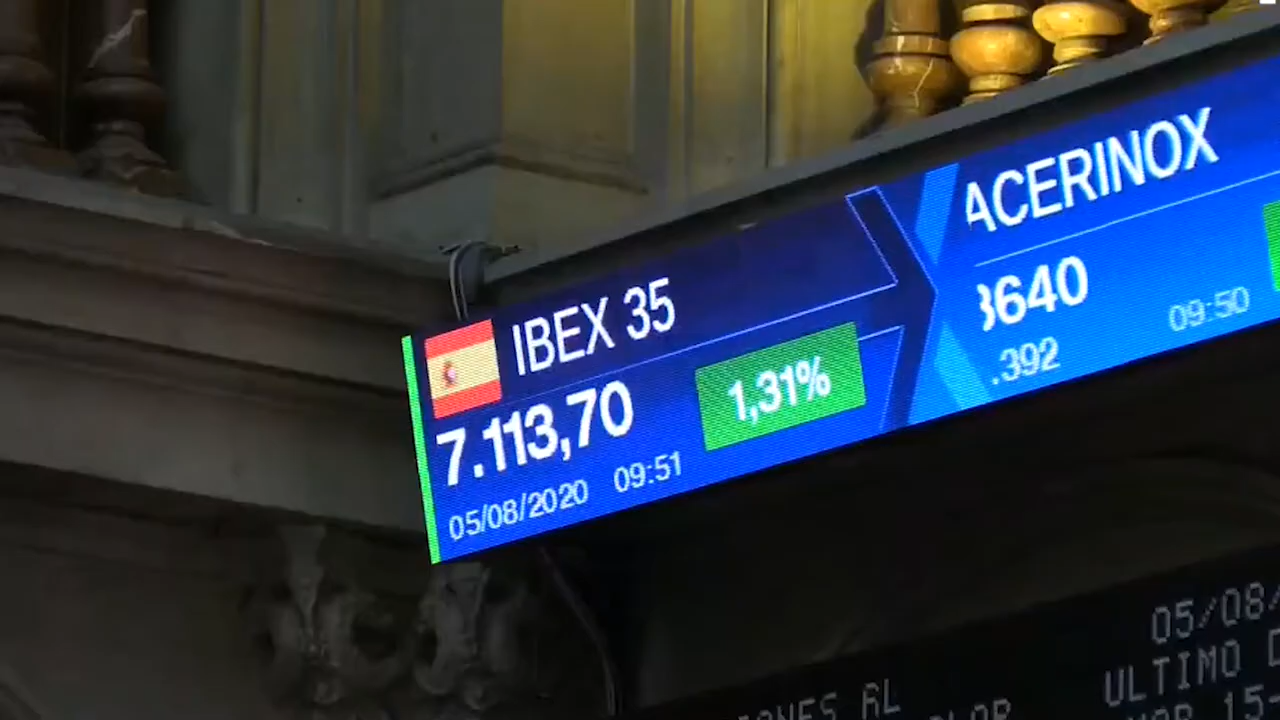 IBEX 35
7.113,70
1,31%
05/08/2020 09:51
ACERINOX
3640
.392
09:50
05/08/
ULTIMO
15-